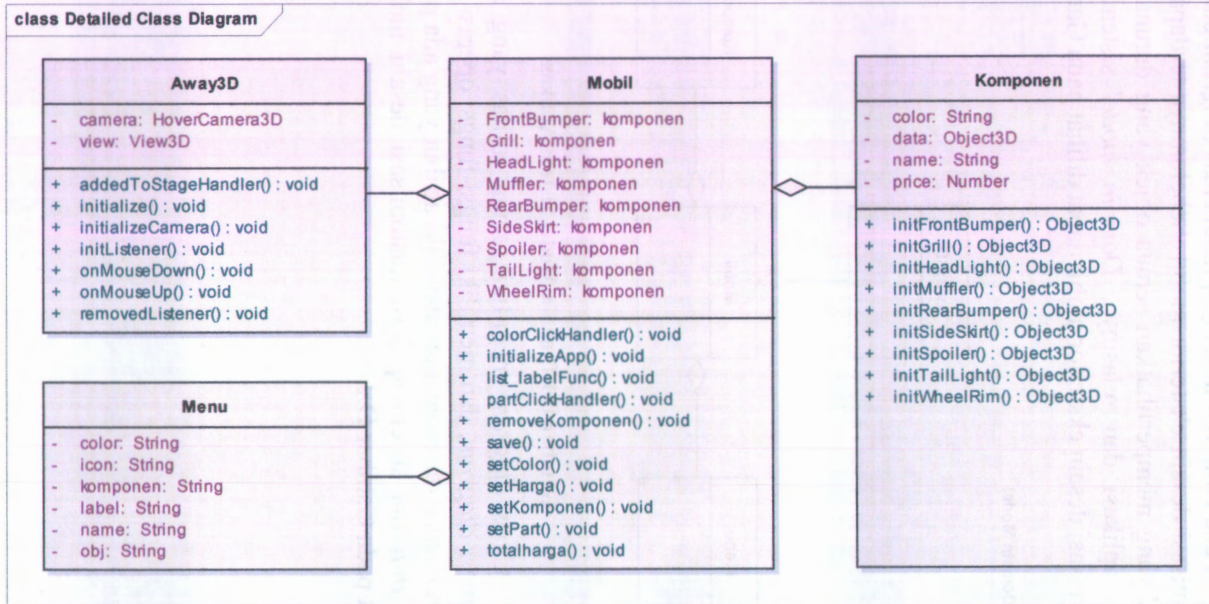 class Detailed Class Diagram
Away3D
- camera: HoverCamera3D
- view: View3D
+ addedToStageHandler() : void
+ initialize() : void
+ initializeCamera() : void
+ initListener() : void
+ onMouseDown() : void
+ onMouseUp() : void
+ removedListener() : void
Menu
- color: String
- icon: String
- komponen: String
- label: String
- name: String
- obj: String
Mobil
- FrontBumper: komponen
- Grill: komponen
- HeadLight: komponen
- Muffler: komponen
- RearBumper: komponen
- SideSkirt: komponen
- Spoiler: komponen
- TailLight: komponen
- WheelRim: komponen
+ colorClickHandler() : void
+ initializeApp() : void
+ list_labelFunc() : void
+ partClickHandler() : void
+ removeKomponen() : void
+ save() : void
+ setColor() : void
+ setHarga() : void
+ setKomponen() : void
+ setPart() : void
+ totalharga() : void
Komponen
- color: String
- data: Object3D
- name: String
- price: Number
+ initFrontBumper() : Object3D
+ initGrill() : Object3D
+ initHeadLight() : Object3D
+ initMuffler() : Object3D
+ initRearBumper() : Object3D
+ initSideSkirt() : Object3D
+ initSpoiler() : Object3D
+ initTailLight() : Object3D
+ initWheelRim() : Object3D